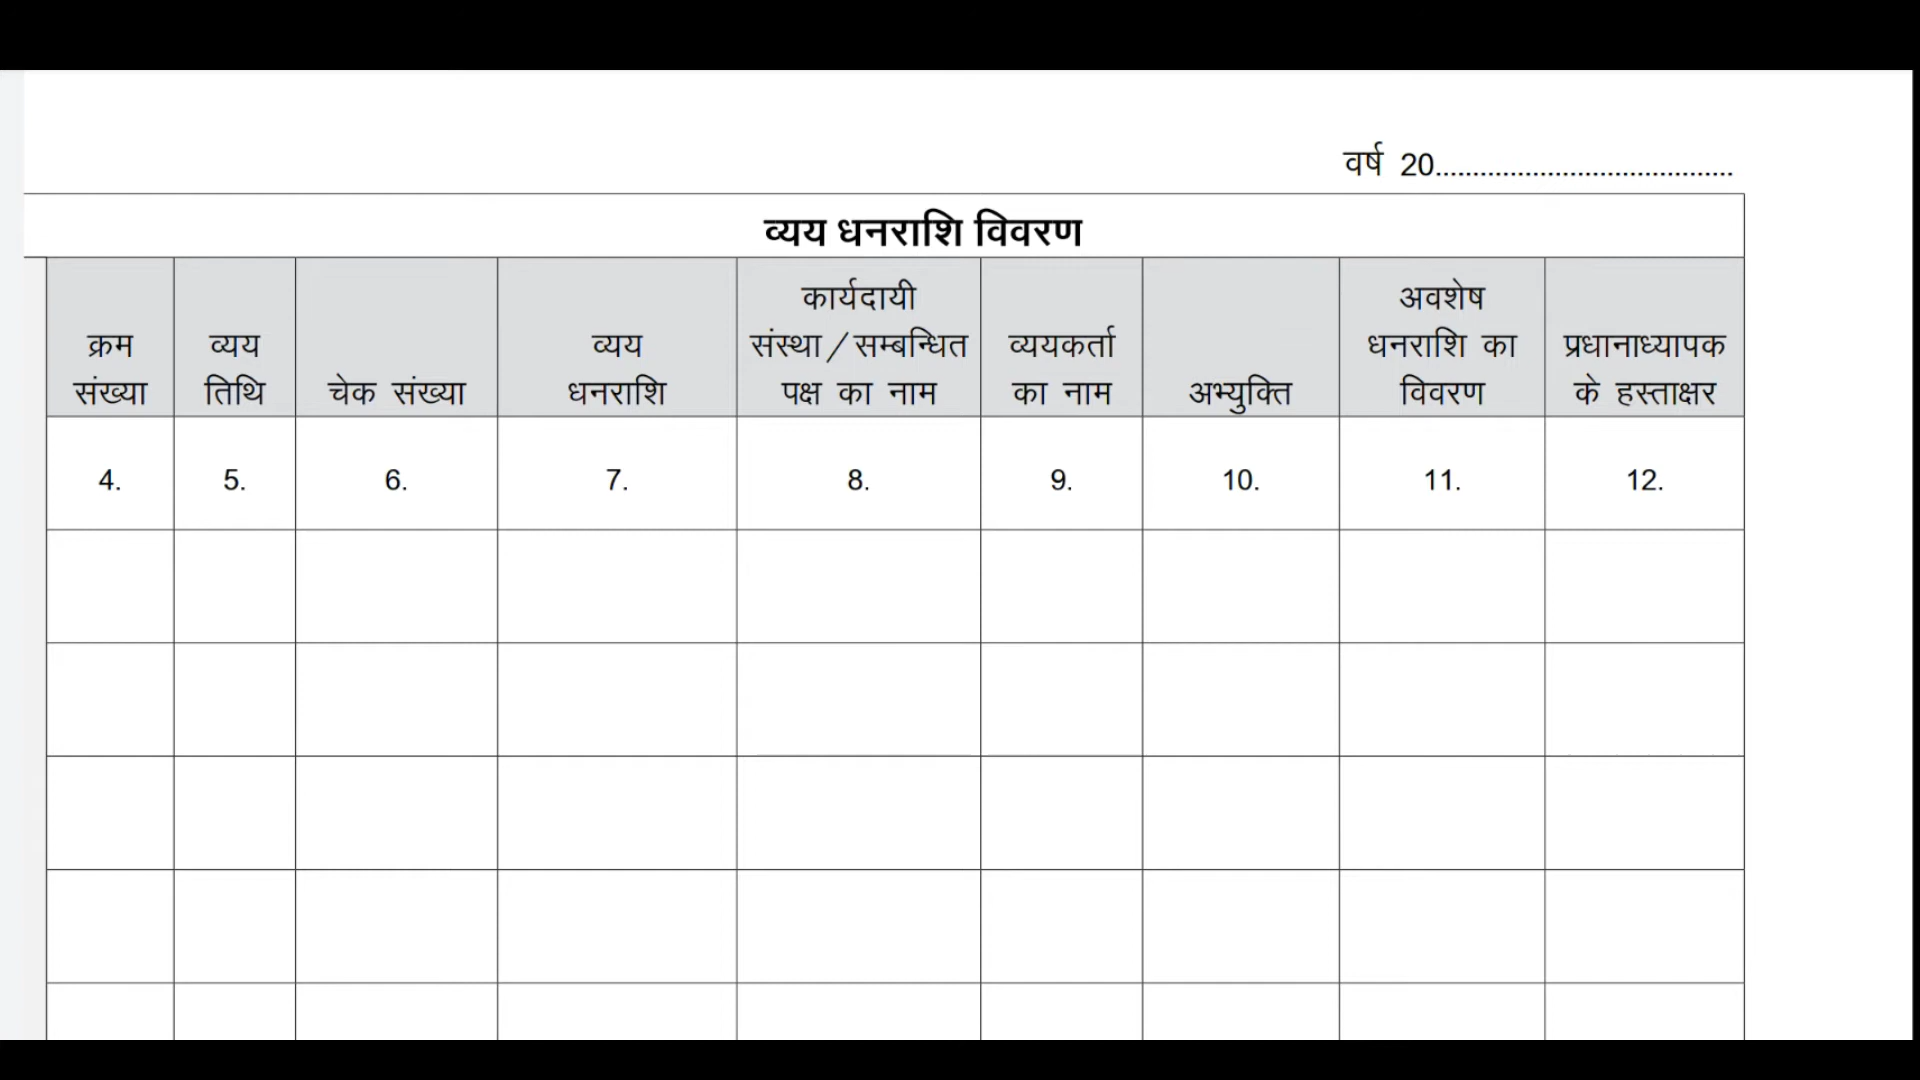 वर्ष 20........................................
व्यय धनराशि विवरण
क्रम संख्या
व्यय तिथि
चेक संख्या
व्यय धनराशि
कार्यदायी संस्था/सम्बन्धित पक्ष का नाम
व्ययकर्ता का नाम
अभ्युक्ति
अवशेष धनराशि का विवरण
प्रधानाध्यापक के हस्ताक्षर
4. 5. 6. 7. 8. 9. 10. 11. 12.